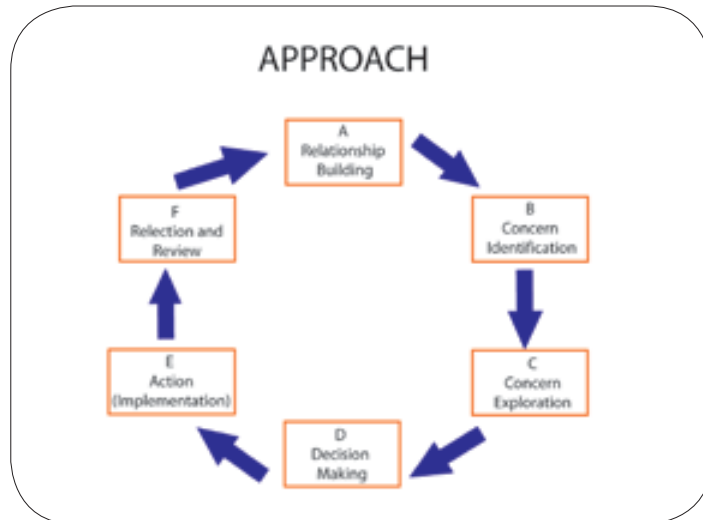 APPROACH
A
Relationship
Building
B
Concern
Identification
C
Concern
Exploration
D
Decision
Making
E
Action
(Implementation)
F
Relection and
Review